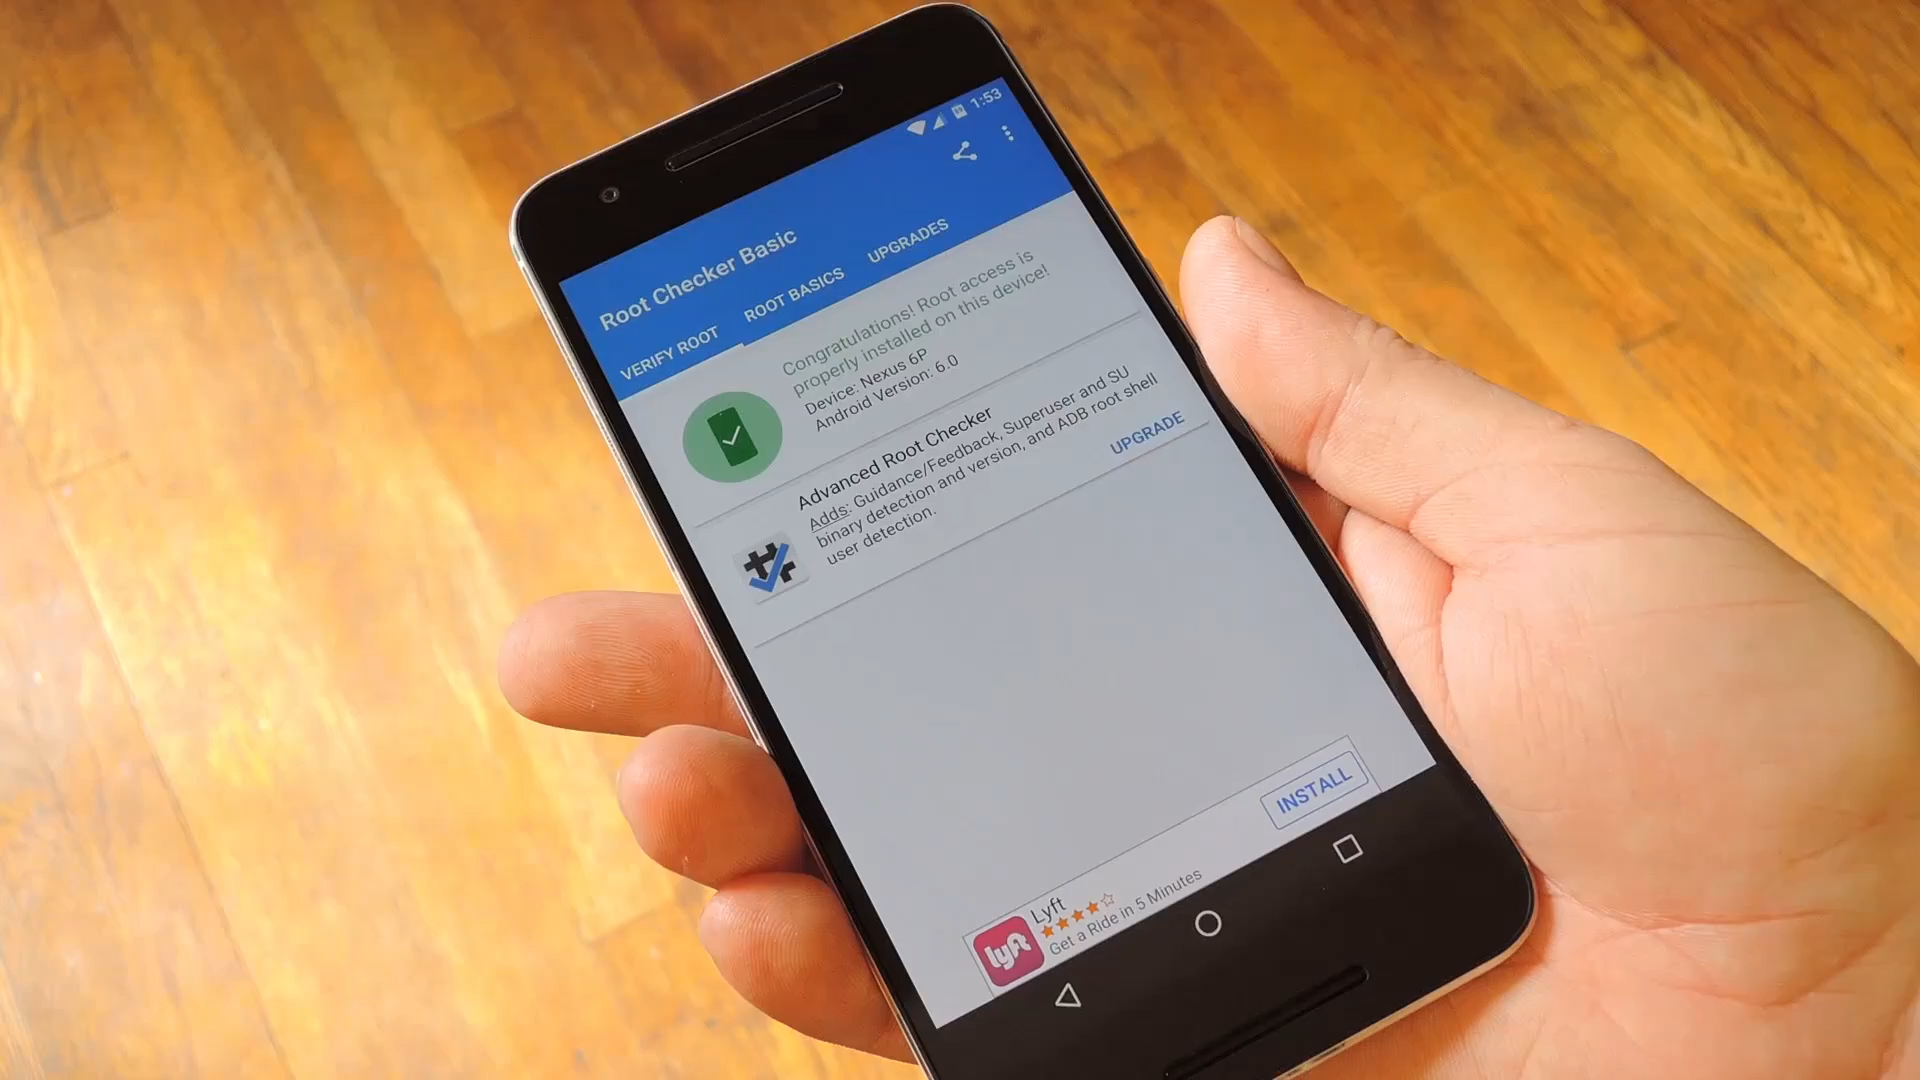 1:53
Root Checker Basic
VERIFY ROOT
ROOT BASICS
UPGRADES
Congratulations! Root access is
properly installed on this device!
Device: Nexus 6P
Android Version: 6.0
Advanced Root Checker
Adds: Guidance/Feedback, Superuser and SU
binary detection and version, and ADB root shell
user detection.
UPGRADE
lyft
Lyft
Get a Ride in 5 Minutes
INSTALL